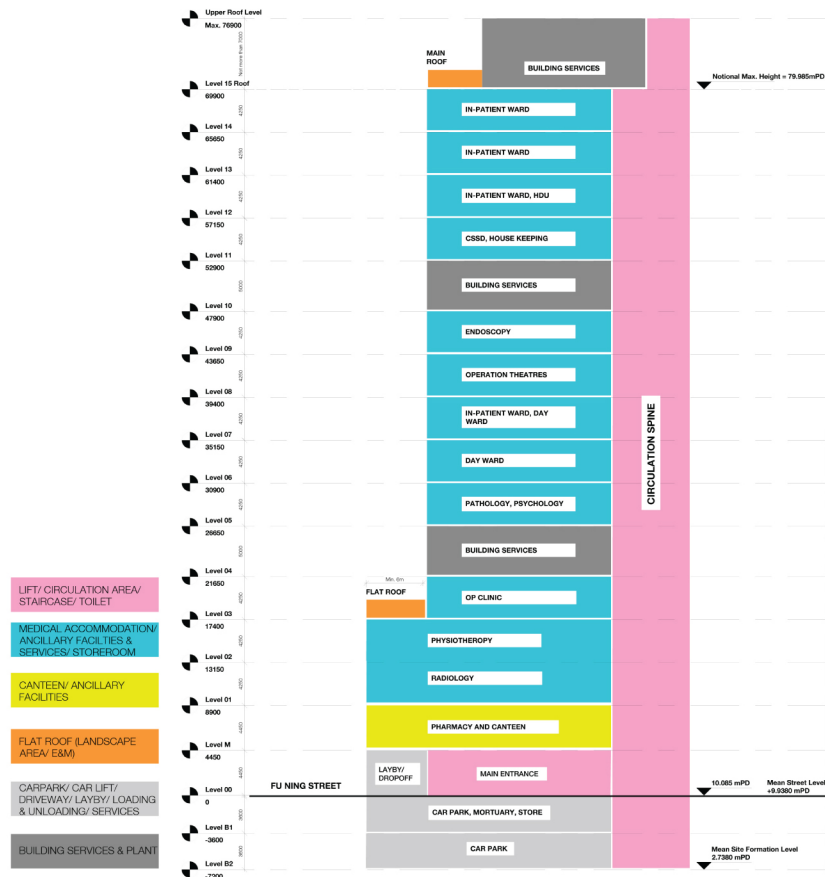 Upper Roof Level
Max. 76900
Not more than 7000
MAIN
ROOF
BUILDING SERVICES
Notional Max. Height = 79.985mPD
Level 15 Roof
69900
4250
IN-PATIENT WARD
Level 14
65650
4250
IN-PATIENT WARD
Level 13
61400
4250
IN-PATIENT WARD, HDU
Level 12
57150
4250
CSSD, HOUSE KEEPING
Level 11
52900
5000
BUILDING SERVICES
Level 10
47900
4250
ENDOSCOPY
Level 09
43650
4250
OPERATION THEATRES
Level 08
39400
4250
IN-PATIENT WARD, DAY
WARD
CIRCULATION SPINE
Level 07
35150
4250
DAY WARD
Level 06
30900
4250
PATHOLOGY, PSYCHOLOGY
Level 05
26650
5000
BUILDING SERVICES
Level 04
21650
Min. 6m
FLAT ROOF
4250
OP CLINIC
Level 03
17400
4250
PHYSIOTHEROPY
Level 02
13150
4250
RADIOLOGY
Level 01
8900
4450
PHARMACY AND CANTEEN
Level M
4450
4450
LAYBY/
DROPOFF
MAIN ENTRANCE
FU NING STREET
10.085 mPD
Mean Street Level
+9.9380 mPD
Level 00
0
3600
CAR PARK, MORTUARY, STORE
Level B1
-3600
3600
CAR PARK
Mean Site Formation Level
2.7380 mPD
Level B2
-7200
LIFT/ CIRCULATION AREA/
STAIRCASE/ TOILET
MEDICAL ACCOMMODATION/
ANCILLARY FACILTIES &
SERVICES/ STOREROOM
CANTEEN/ ANCILLARY
FACILITIES
FLAT ROOF (LANDSCAPE
AREA/ E&M)
CARPARK/ CAR LIFT/
DRIVEWAY/ LAYBY/ LOADING
& UNLOADING/ SERVICES
BUILDING SERVICES & PLANT